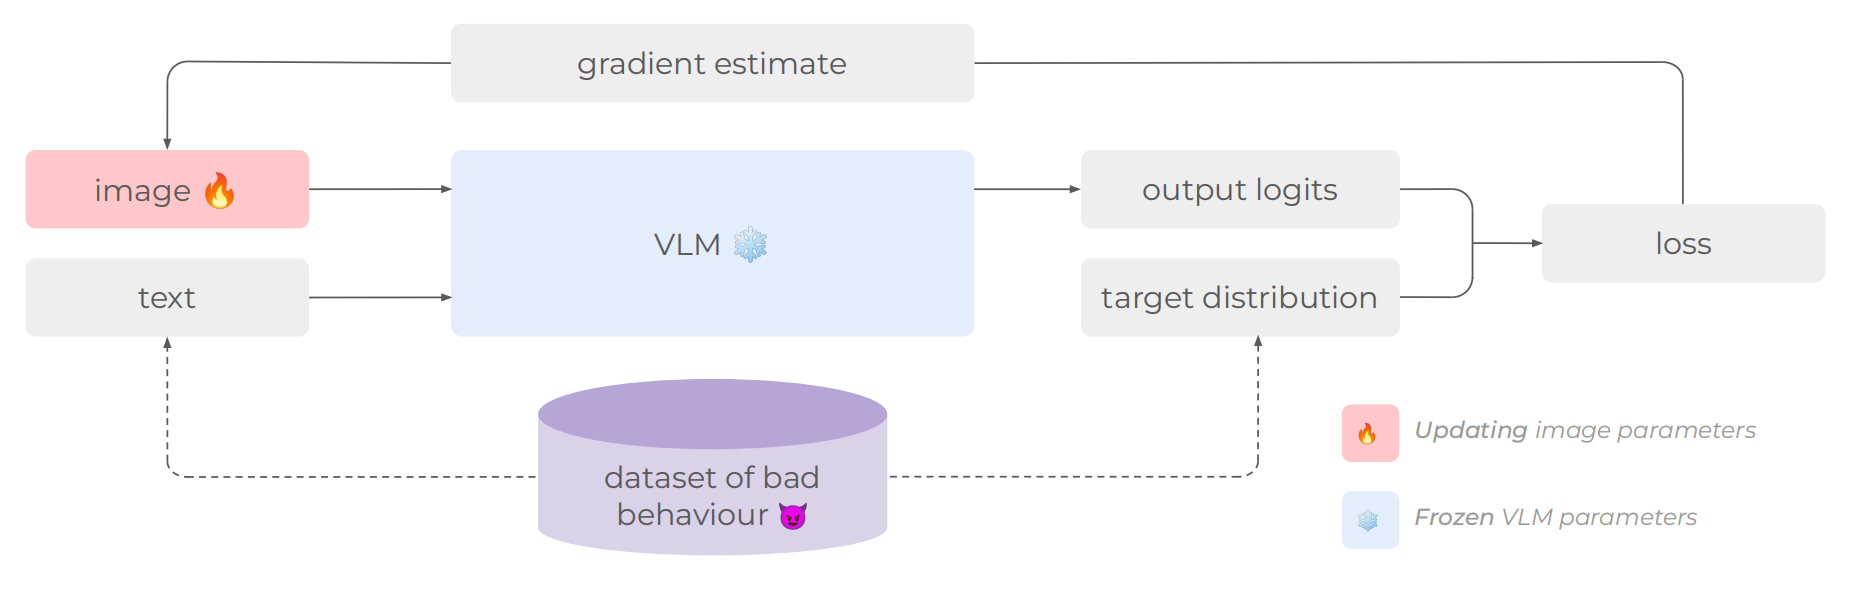 gradient estimate
image 🔥
VLM ❄️
output logits
loss
text
target distribution
dataset of bad
behaviour 😈
🔥 Updating image parameters
❄️ Frozen VLM parameters